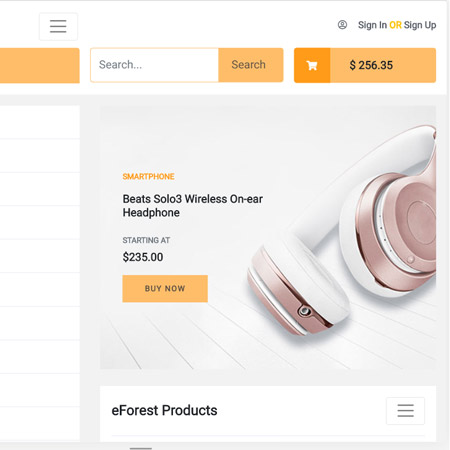 Sign In OR Sign Up
Search...
Search
$ 256.35
SMARTPHONE
Beats Solo3 Wireless On-ear
Headphone
STARTING AT
$235.00
BUY NOW
eForest Products